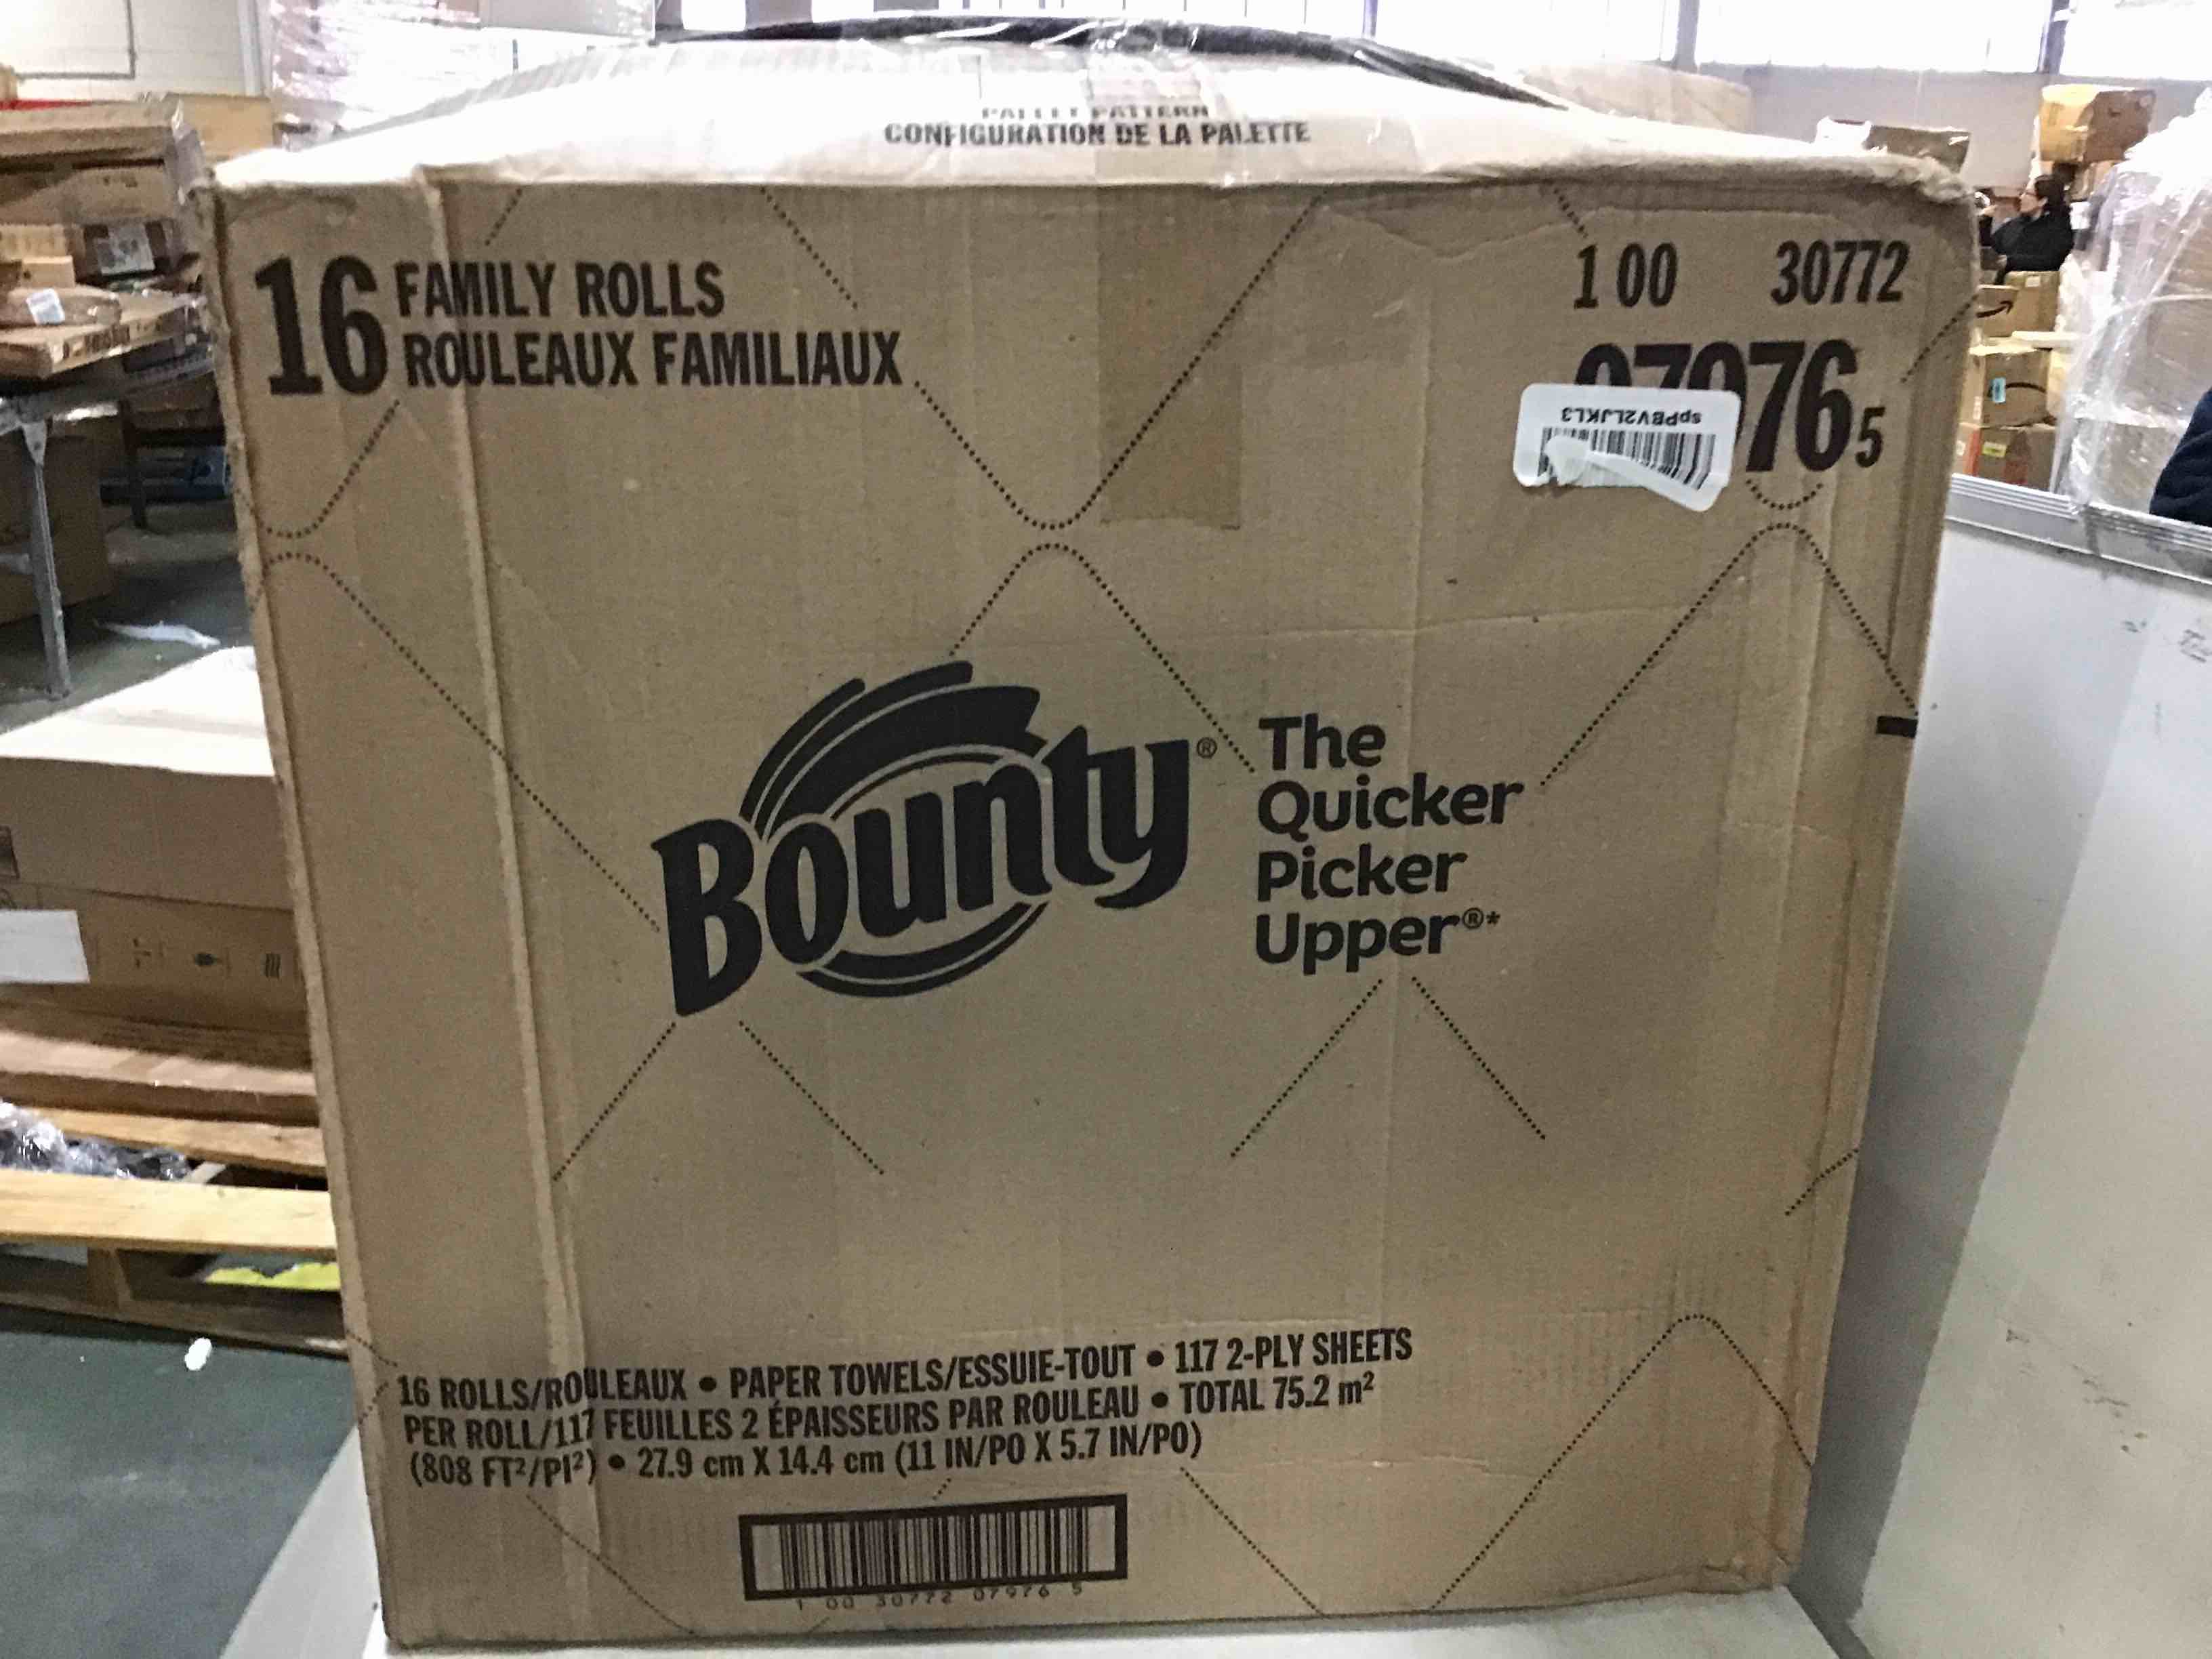 PALLET PATTERN
CONFIGURATION DE LA PALETTE
16 FAMILY ROLLS
ROULEAUX FAMILIAUX
1 00 30772
07976 5
spPBV2LJKL3
Bounty®
The
Quicker
Picker
Upper®*
16 ROLLS/ROULEAUX • PAPER TOWELS/ESSUIE-TOUT • 117 2-PLY SHEETS
PER ROLL/117 FEUILLES 2 ÉPAISSEURS PAR ROULEAU • TOTAL 75.2 m²
(808 FT²/PI²) • 27.9 cm X 14.4 cm (11 IN/PO X 5.7 IN/PO)
1 00 30772 07976 5